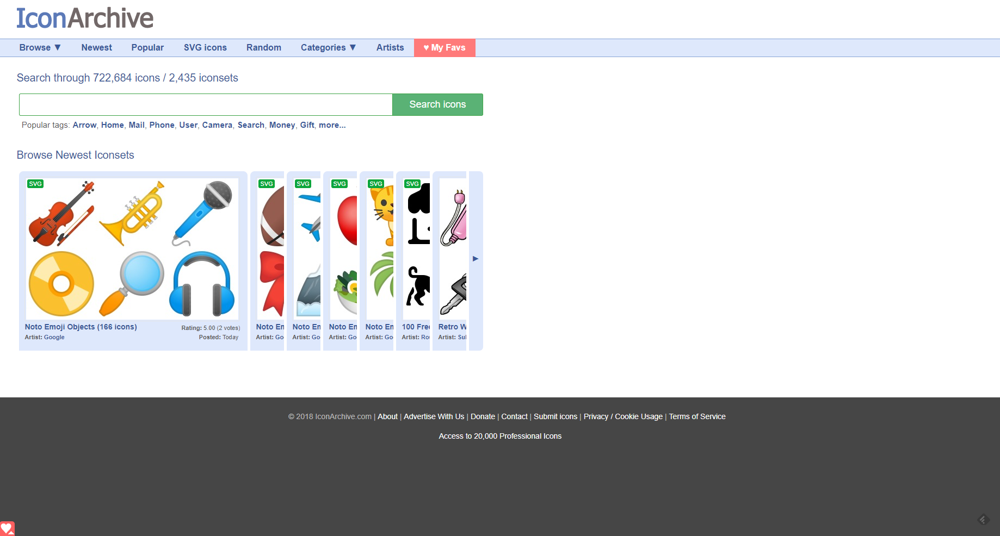 IconArchive
Browse ▼ Newest Popular SVG icons Random Categories ▼ Artists ♥ My Favs
Search through 722,684 icons / 2,435 iconsets
Search icons
Popular tags: Arrow, Home, Mail, Phone, User, Camera, Search, Money, Gift, more...
Browse Newest Iconsets
SVG SVG SVG SVG SVG SVG
Noto Emoji Objects (166 icons) Rating: 5.00 (2 votes)
Artist: Google Posted: Today
Noto Em
Artist: Go
Noto Em
Artist: Go
Noto Em
Artist: Go
Noto Em
Artist: Go
100 Free
Artist: Ro
Retro W
Artist: Su
►
© 2018 IconArchive.com | About | Advertise With Us | Donate | Contact | Submit icons | Privacy / Cookie Usage | Terms of Service
Access to 20,000 Professional Icons